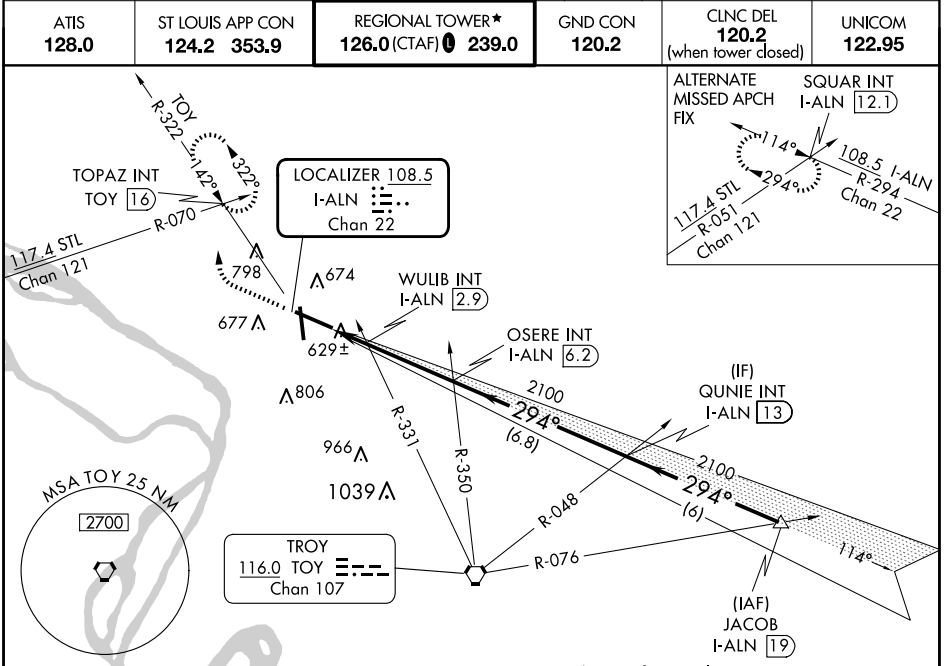 ATIS
128.0
ST LOUIS APP CON
124.2 353.9
REGIONAL TOWER★
126.0 (CTAF) L 239.0
GND CON
120.2
CLNC DEL
120.2
(when tower closed)
UNICOM
122.95
ALTERNATE
MISSED APCH
FIX
SQUAR INT
I-ALN 12.1
114°
294°
108.5 I-ALN
R-294
Chan 22
117.4 STL
R-051
Chan 121
TOY
R-322
142°
322°
TOPAZ INT
TOY 16
R-070
117.4 STL
Chan 121
LOCALIZER 108.5
I-ALN
Chan 22
798
674
677
629±
WULIB INT
I-ALN 2.9
OSERE INT
I-ALN 6.2
(IF)
QUNIE INT
I-ALN 13
806
2100
294°
(6.8)
R-331
R-350
966
1039
R-048
2100
294°
(6)
MSA TOY 25 NM
2700
TROY
116.0 TOY
Chan 107
R-076
114°
(IAF)
JACOB
I-ALN 19